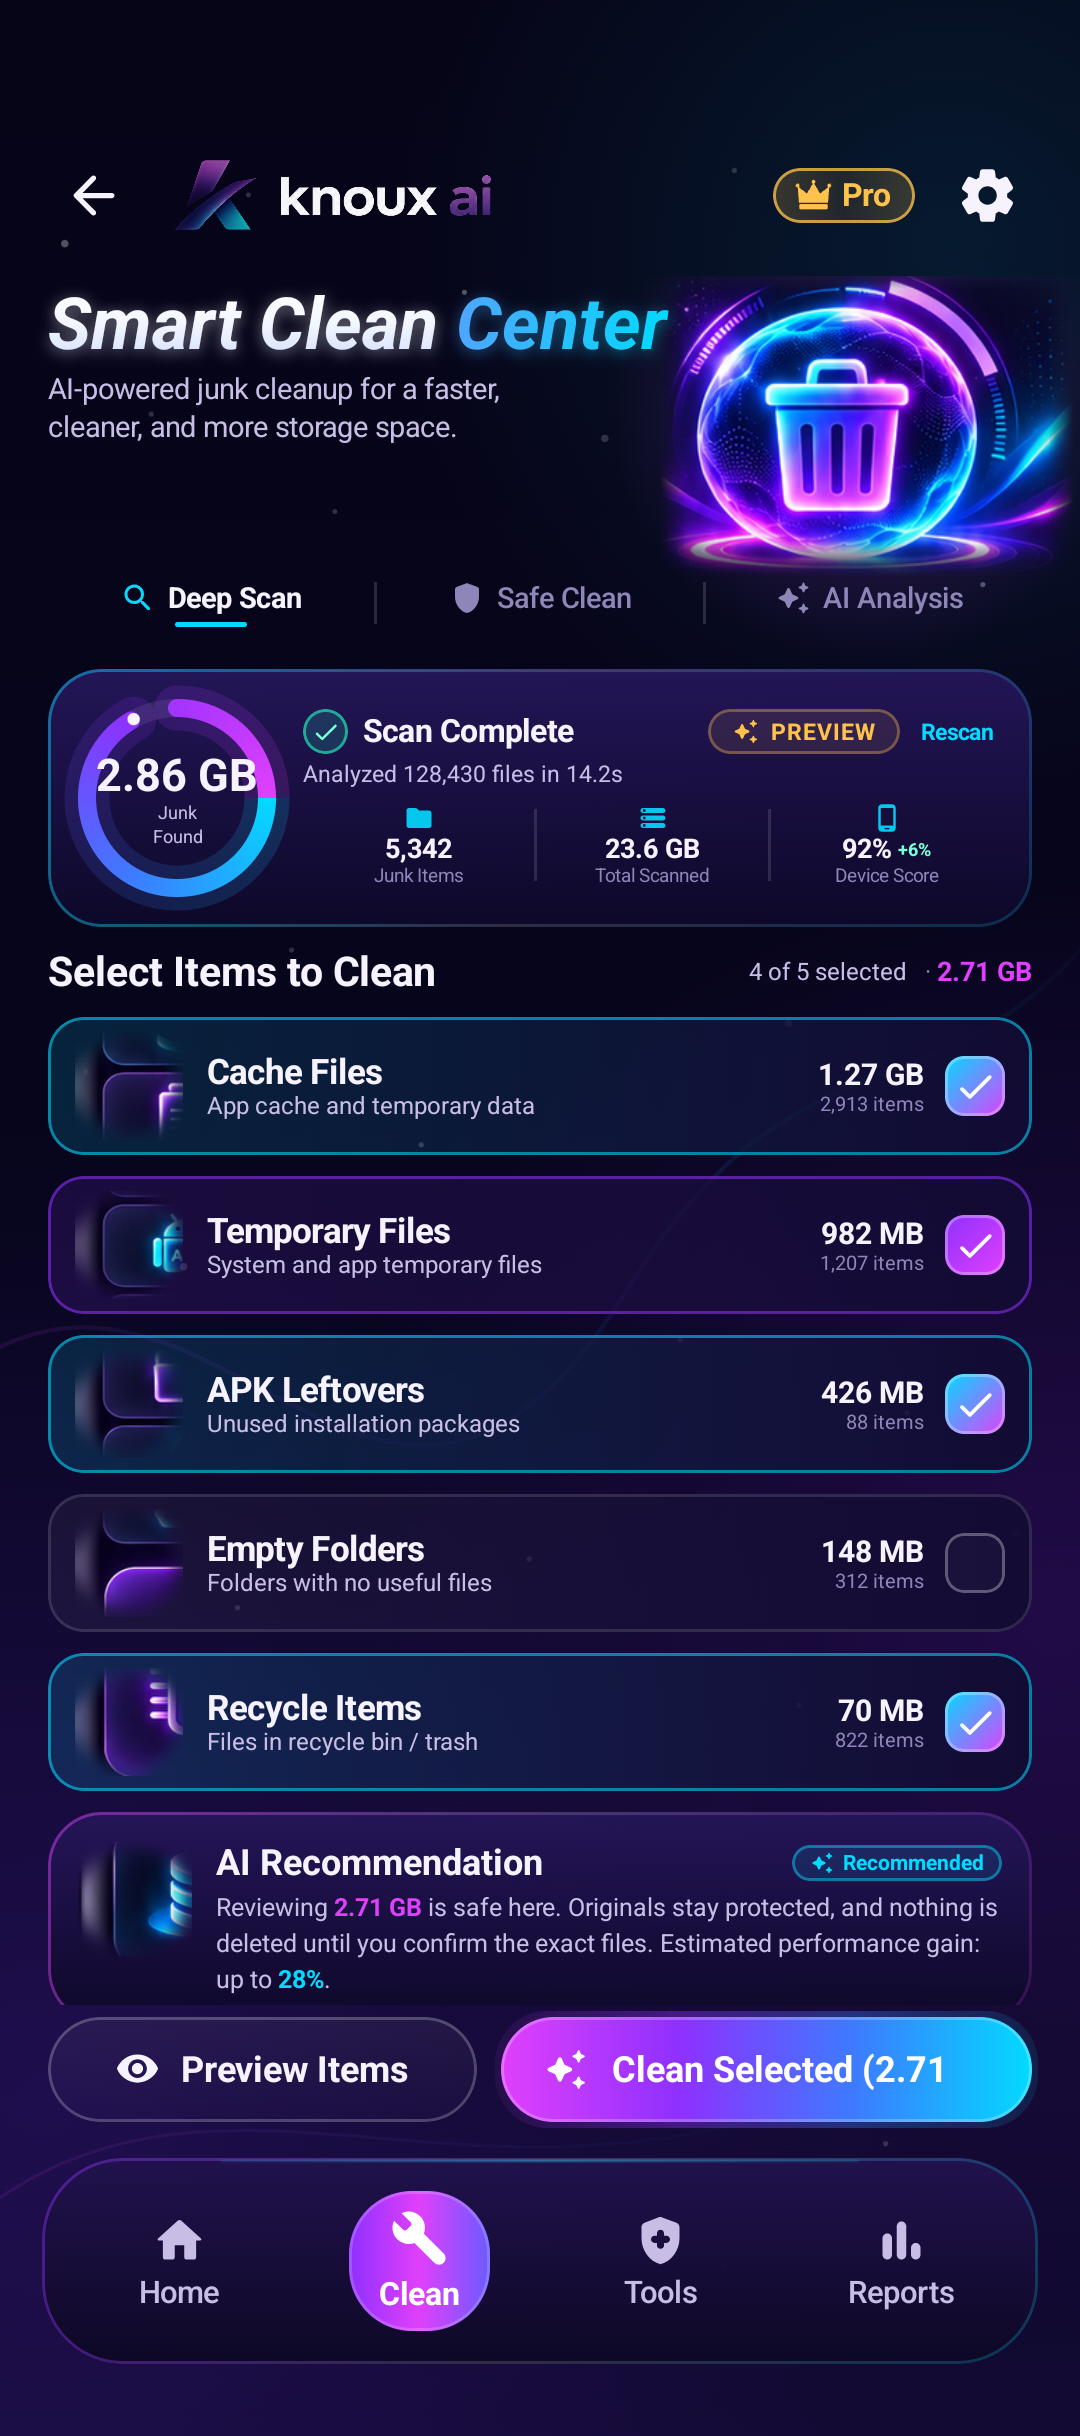 knoux ai
Pro
Smart Clean Center
AI-powered junk cleanup for a faster,
cleaner, and more storage space.
Deep Scan
Safe Clean
AI Analysis
2.86 GB
Junk
Found
Scan Complete
PREVIEW
Rescan
Analyzed 128,430 files in 14.2s
5,342
Junk Items
23.6 GB
Total Scanned
92% +6%
Device Score
Select Items to Clean
4 of 5 selected · 2.71 GB
Cache Files
App cache and temporary data
1.27 GB
2,913 items
Temporary Files
System and app temporary files
982 MB
1,207 items
APK Leftovers
Unused installation packages
426 MB
88 items
Empty Folders
Folders with no useful files
148 MB
312 items
Recycle Items
Files in recycle bin / trash
70 MB
822 items
AI Recommendation
Recommended
Reviewing 2.71 GB is safe here. Originals stay protected, and nothing is
deleted until you confirm the exact files. Estimated performance gain:
up to 28%.
Preview Items
Clean Selected (2.71
Home
Clean
Tools
Reports